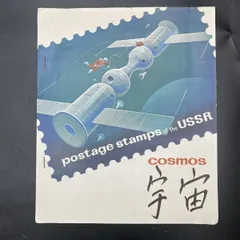 postage stamps of the USSR
cosmos
宇宙